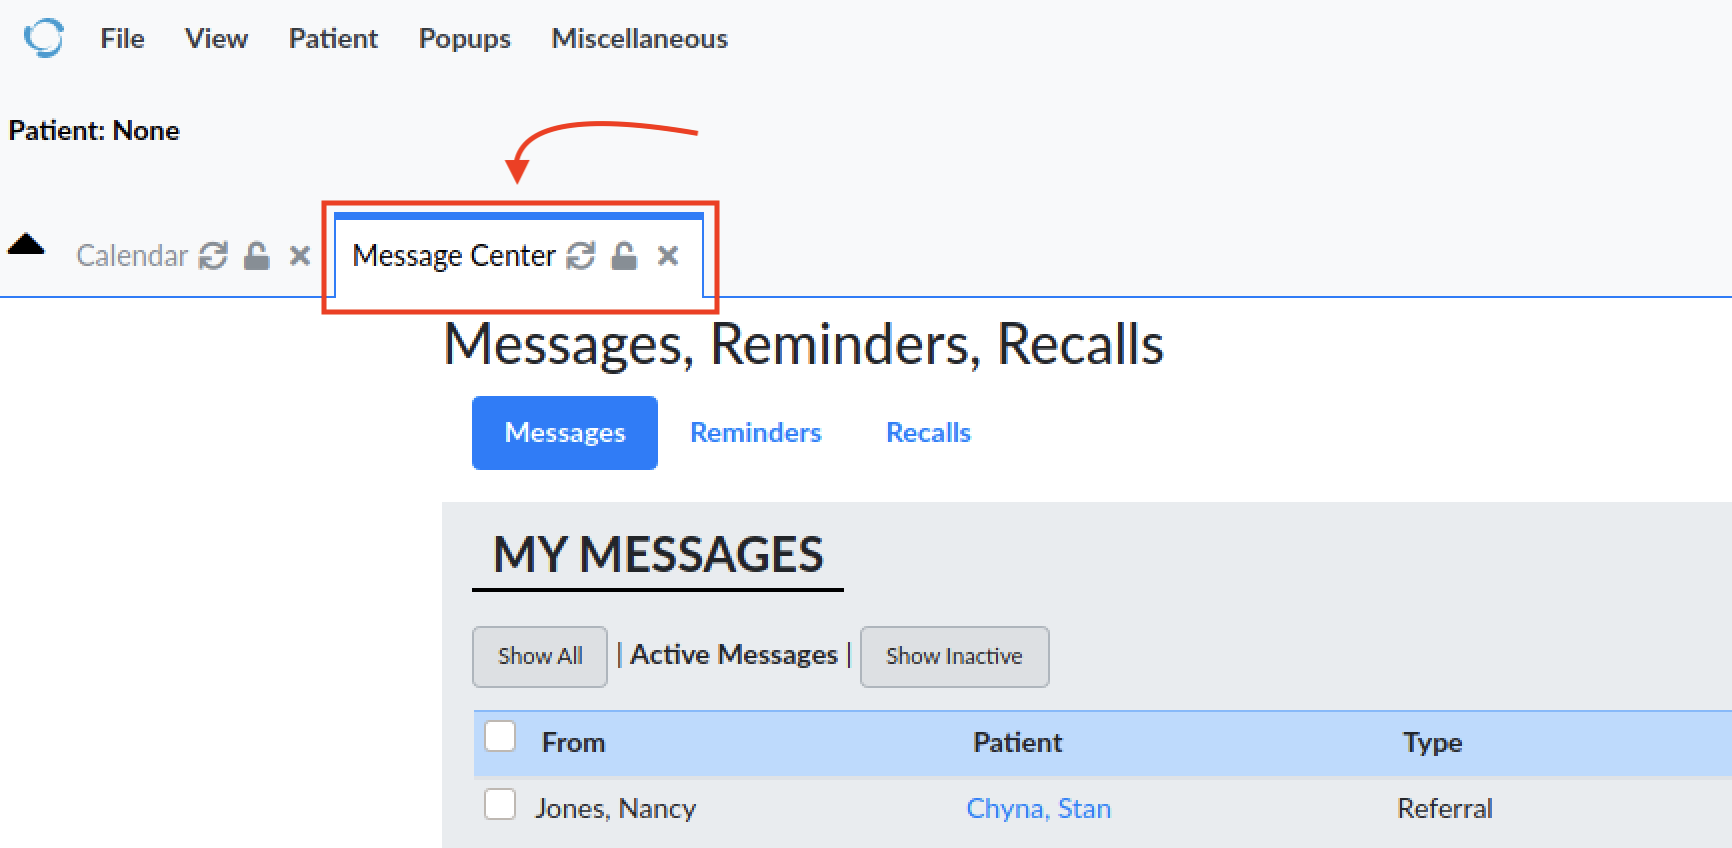 File View Patient Popups Miscellaneous
Patient: None
Calendar Message Center
Messages, Reminders, Recalls
Messages Reminders Recalls
MY MESSAGES
Show All | Active Messages | Show Inactive
From Patient Type
Jones, Nancy Chyna, Stan Referral